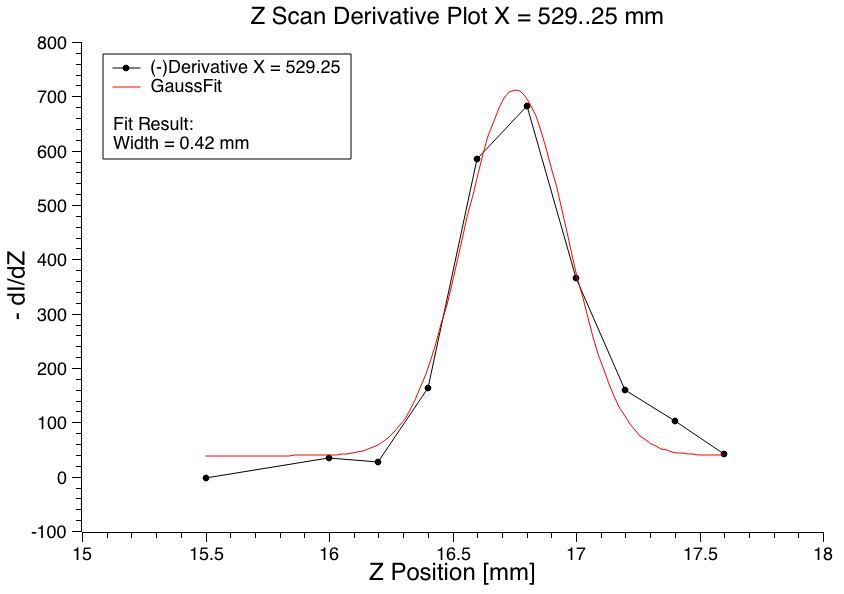 Z Scan Derivative Plot X = 529..25 mm
800
700
600
500
400
300
200
100
0
-100
- dI/dZ
(-)Derivative X = 529.25
GaussFit
Fit Result:
Width = 0.42 mm
15
15.5
16
16.5
17
17.5
18
Z Position [mm]